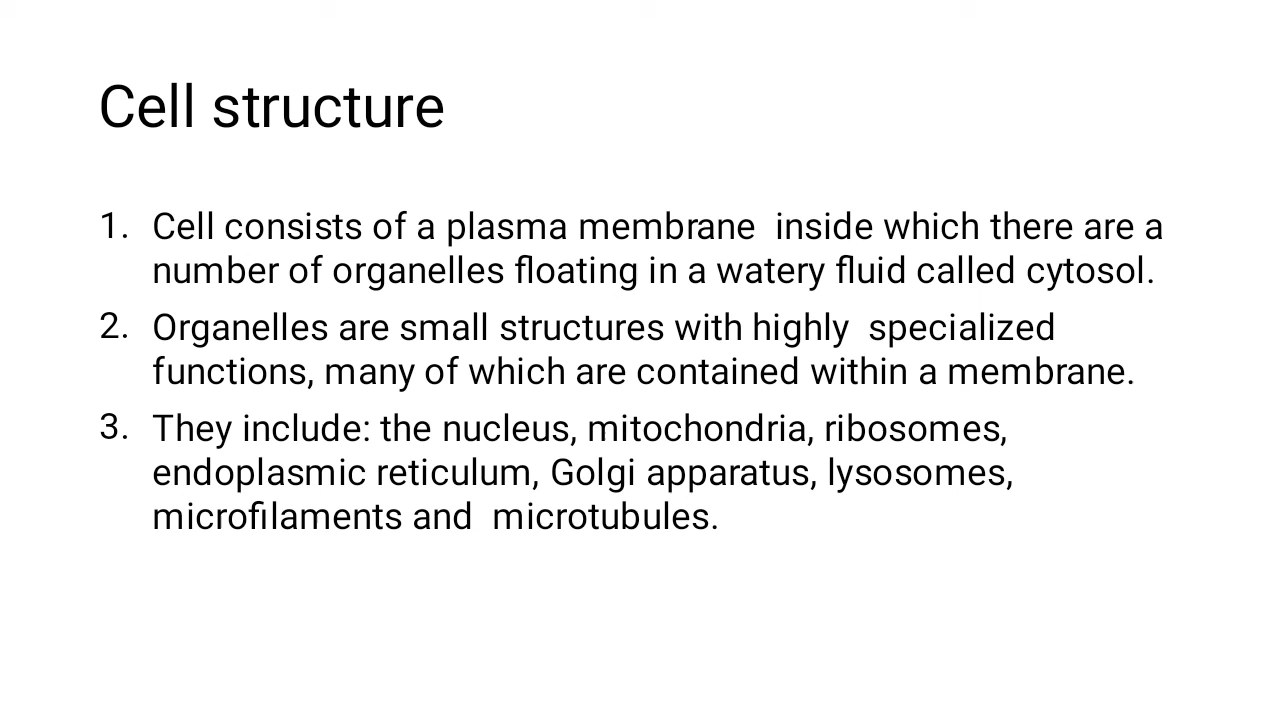 Cell structure
1. Cell consists of a plasma membrane  inside which there are a
number of organelles floating in a watery fluid called cytosol.
2. Organelles are small structures with highly  specialized
functions, many of which are contained within a membrane.
3. They include: the nucleus, mitochondria, ribosomes,
endoplasmic reticulum, Golgi apparatus, lysosomes,
microfilaments and  microtubules.